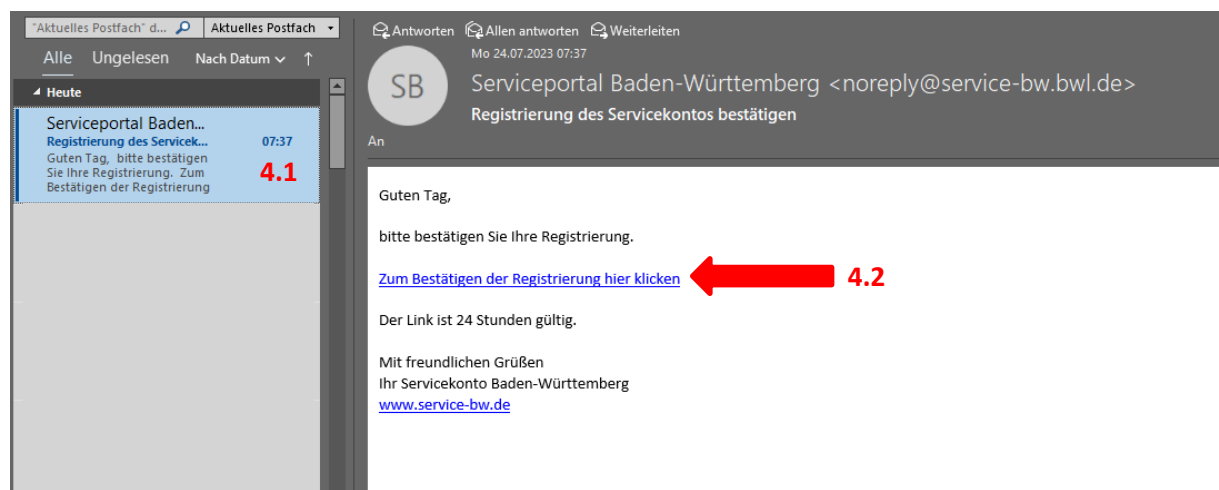 "Aktuelles Postfach" d... Aktuelles Postfach
Alle Ungelesen Nach Datum
Heute
Serviceportal Baden...
Registrierung des Servicek... 07:37
Guten Tag, bitte bestätigen
Sie Ihre Registrierung. Zum
Bestätigen der Registrierung
4.1
Antworten Allen antworten Weiterleiten
Mo 24.07.2023 07:37
SB
Serviceportal Baden-Württemberg <noreply@service-bw.bwl.de>
Registrierung des Servicekontos bestätigen
An
Guten Tag,
bitte bestätigen Sie Ihre Registrierung.
Zum Bestätigen der Registrierung hier klicken 4.2
Der Link ist 24 Stunden gültig.
Mit freundlichen Grüßen
Ihr Servicekonto Baden-Württemberg
www.service-bw.de